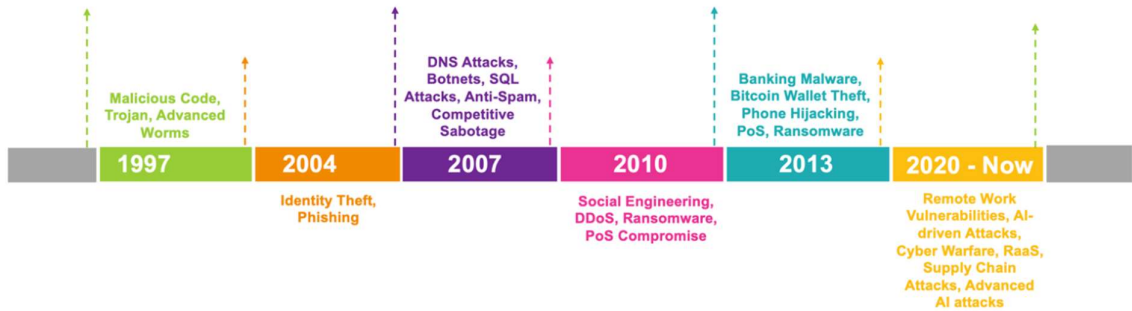 Malicious Code,
Trojan, Advanced
Worms
1997
2004
Identity Theft,
Phishing
DNS Attacks,
Botnets, SQL
Attacks, Anti-Spam,
Competitive
Sabotage
2007
2010
Social Engineering,
DDoS, Ransomware,
PoS Compromise
Banking Malware,
Bitcoin Wallet Theft,
Phone Hijacking,
PoS, Ransomware
2013
2020 - Now
Remote Work
Vulnerabilities, AI-
driven Attacks,
Cyber Warfare, RaaS,
Supply Chain
Attacks, Advanced
AI attacks